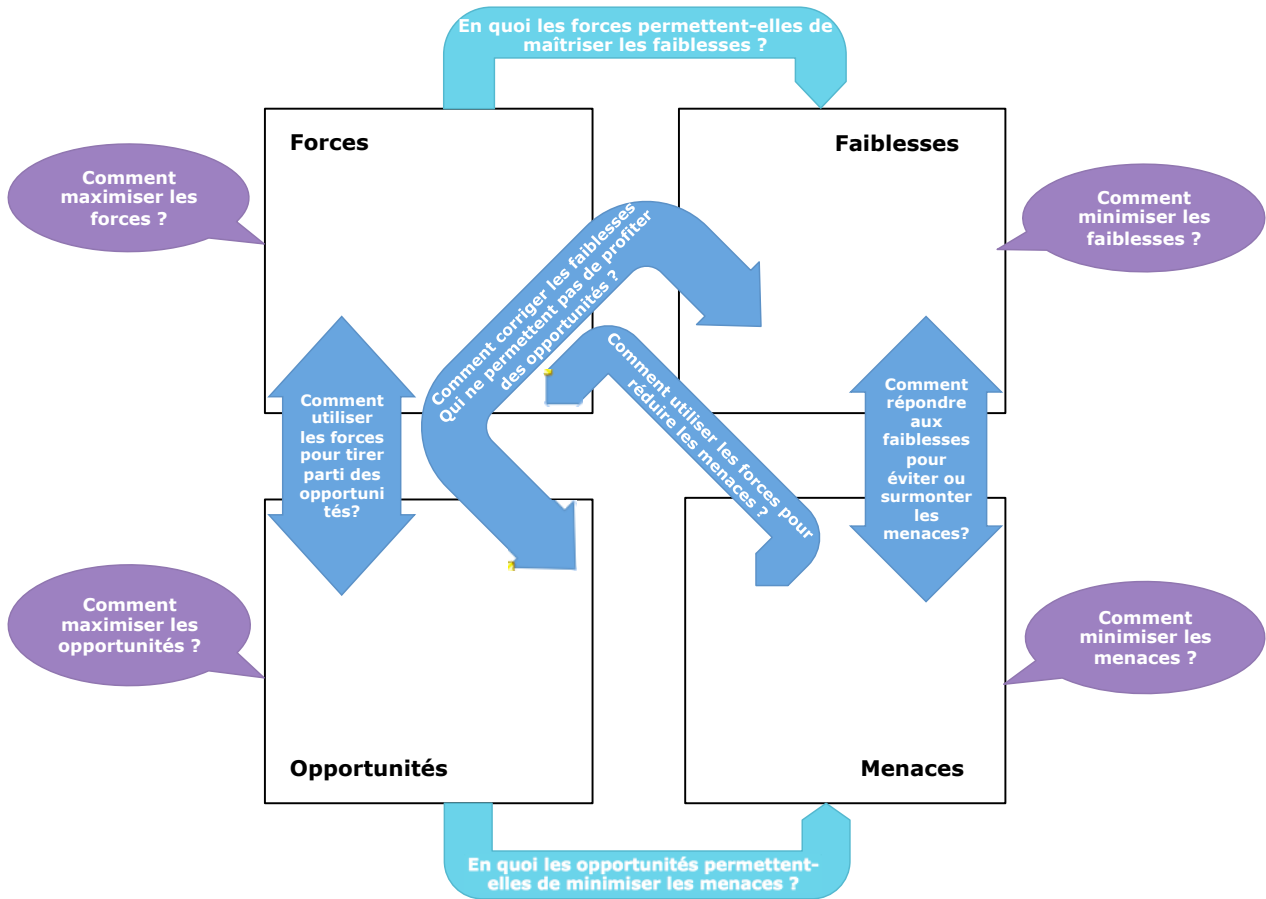 En quoi les forces permettent-elles de
maîtriser les faiblesses ?
Forces
Faiblesses
Comment
maximiser les
forces ?
Comment
minimiser les
faiblesses ?
Comment corriger les faiblesses
Qui ne permettent pas de profiter
des opportunités ?
Comment utiliser les forces pour
réduire les menaces ?
Comment
utiliser
les forces
pour tirer
parti des
opportuni
tés?
Comment
répondre
aux
faiblesses
pour
éviter ou
surmonter
les
menaces?
Comment
maximiser les
opportunités ?
Comment
minimiser les
menaces ?
Opportunités
Menaces
En quoi les opportunités permettent-
elles de minimiser les menaces ?